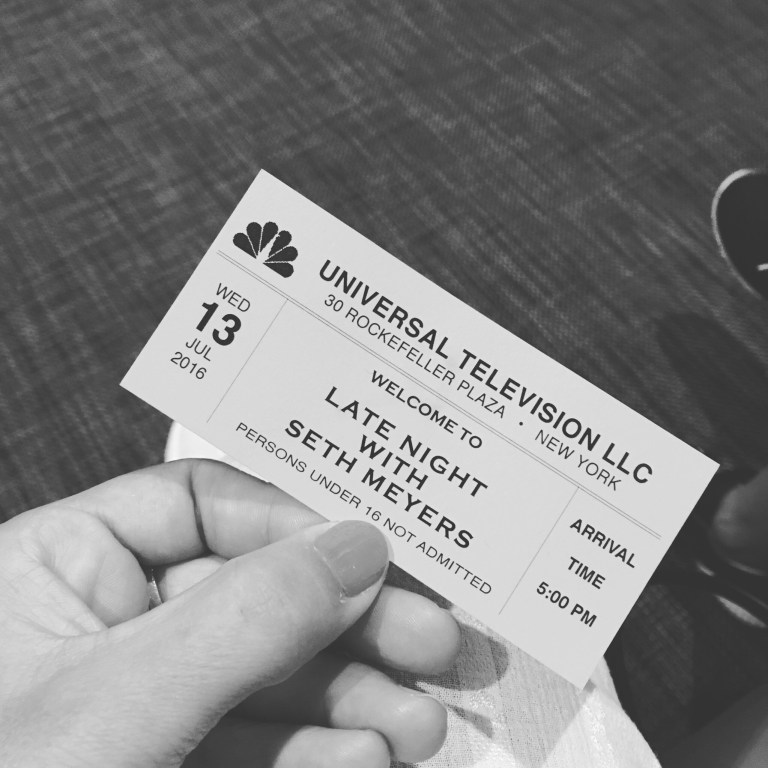 UNIVERSAL TELEVISION LLC
30 ROCKEFELLER PLAZA • NEW YORK
WED
13
JUL
2016
WELCOME TO
LATE NIGHT
WITH
SETH MEYERS
PERSONS UNDER 16 NOT ADMITTED
ARRIVAL
TIME
5:00 PM